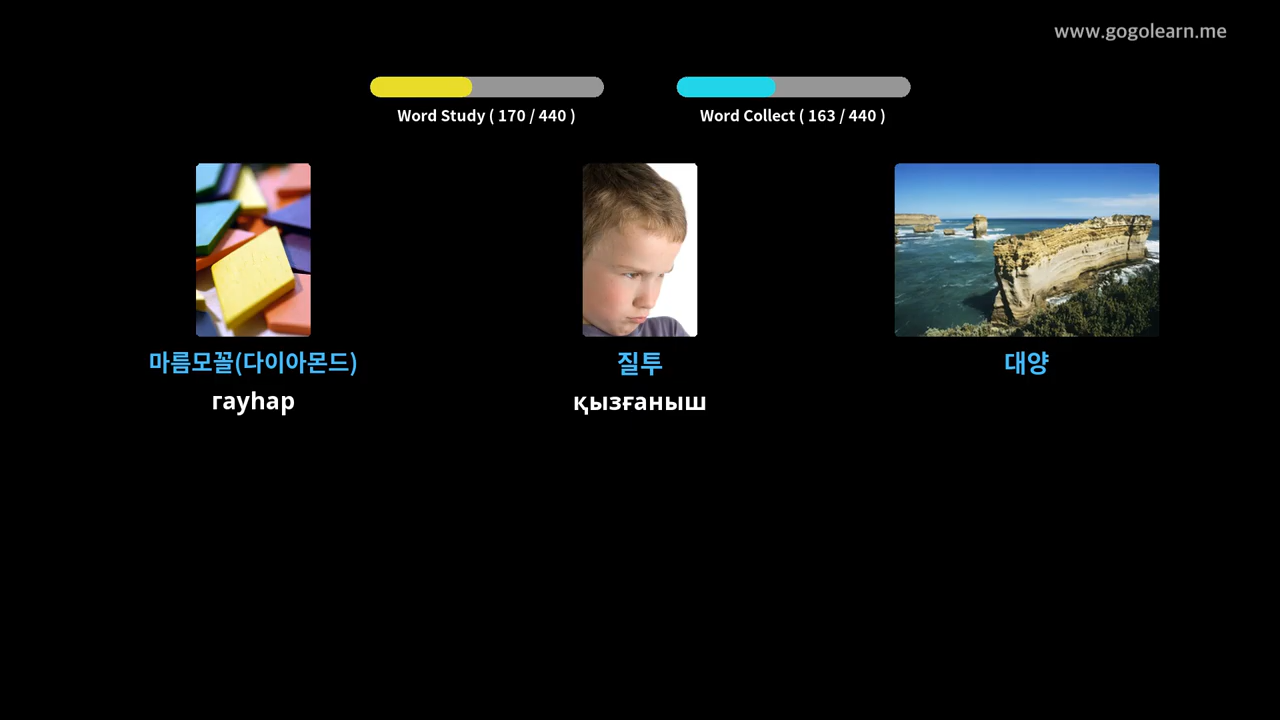 www.gogolearn.me
Word Study ( 170 / 440 )
Word Collect ( 163 / 440 )
마름모꼴(다이아몬드)
질투
대양
гауһар
қызғаныш